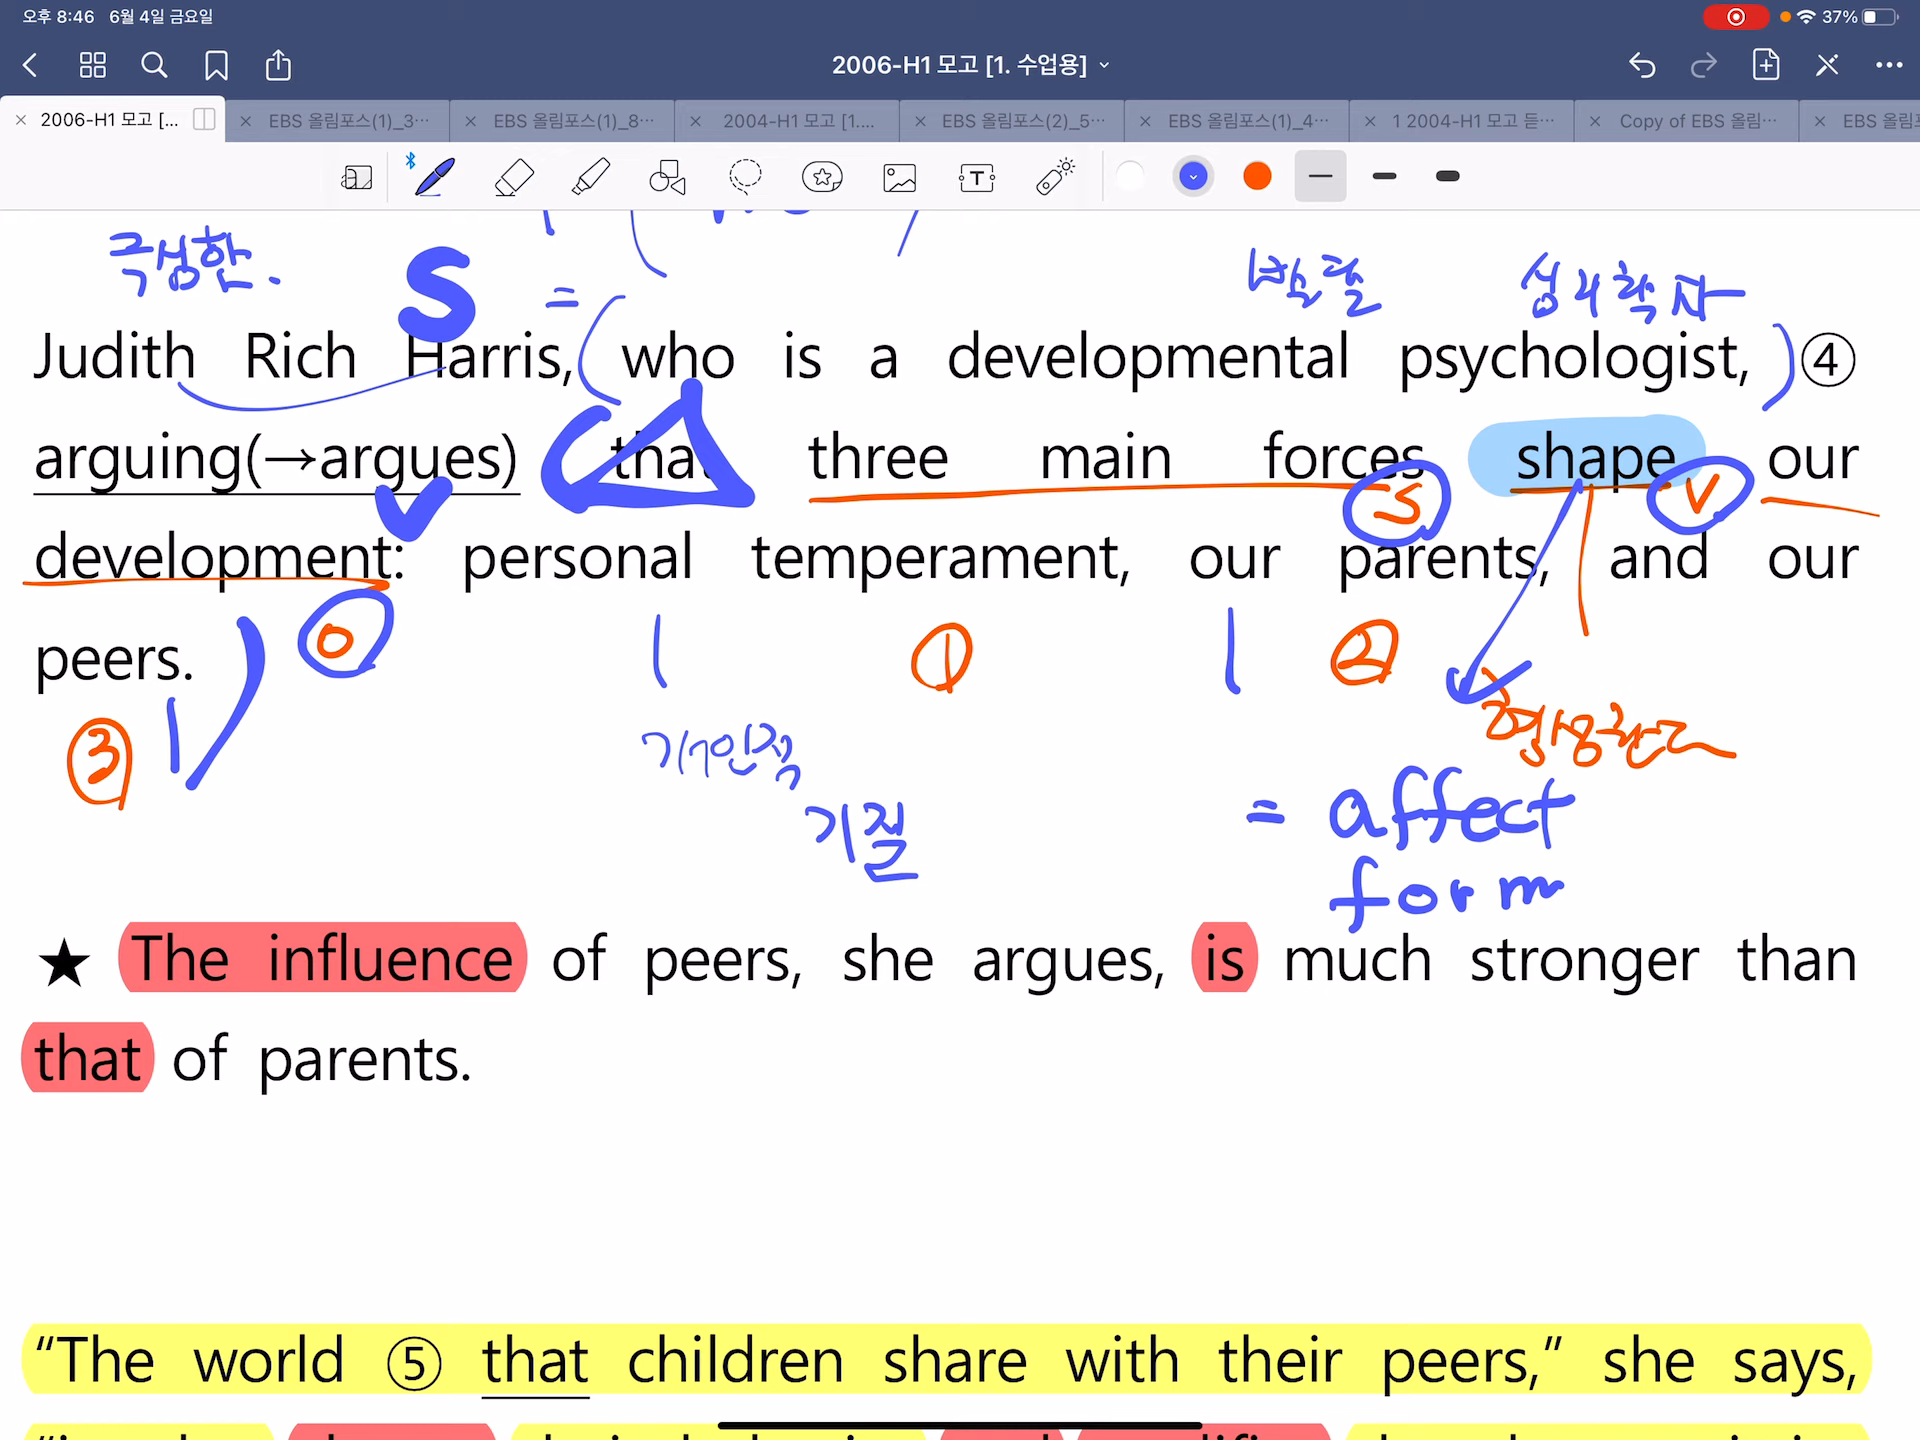 오후 8:46 6월 4일 금요일
37%
2006-H1 모고 [1. 수업용]
2006-H1 모고 [...
EBS 올림포스(1)_3···
EBS 올림포스(1)_8···
2004-H1 모고 [1....
EBS 올림포스(2)_5···
EBS 올림포스(1)_4···
1 2004-H1 모고 듣···
Copy of EBS 올림···
EBS 올림포
극성한.
S =
발달
심리학자
Judith Rich Harris, who is a developmental psychologist, ④
arguing(→argues) that three main forces shape our
S V
development: personal temperament, our parents, and our
O ① ②
peers.
③
개인적
기질
형성한다
= affect
form
★ The influence of peers, she argues, is much stronger than
that of parents.
“The world ⑤ that children share with their peers,” she says,